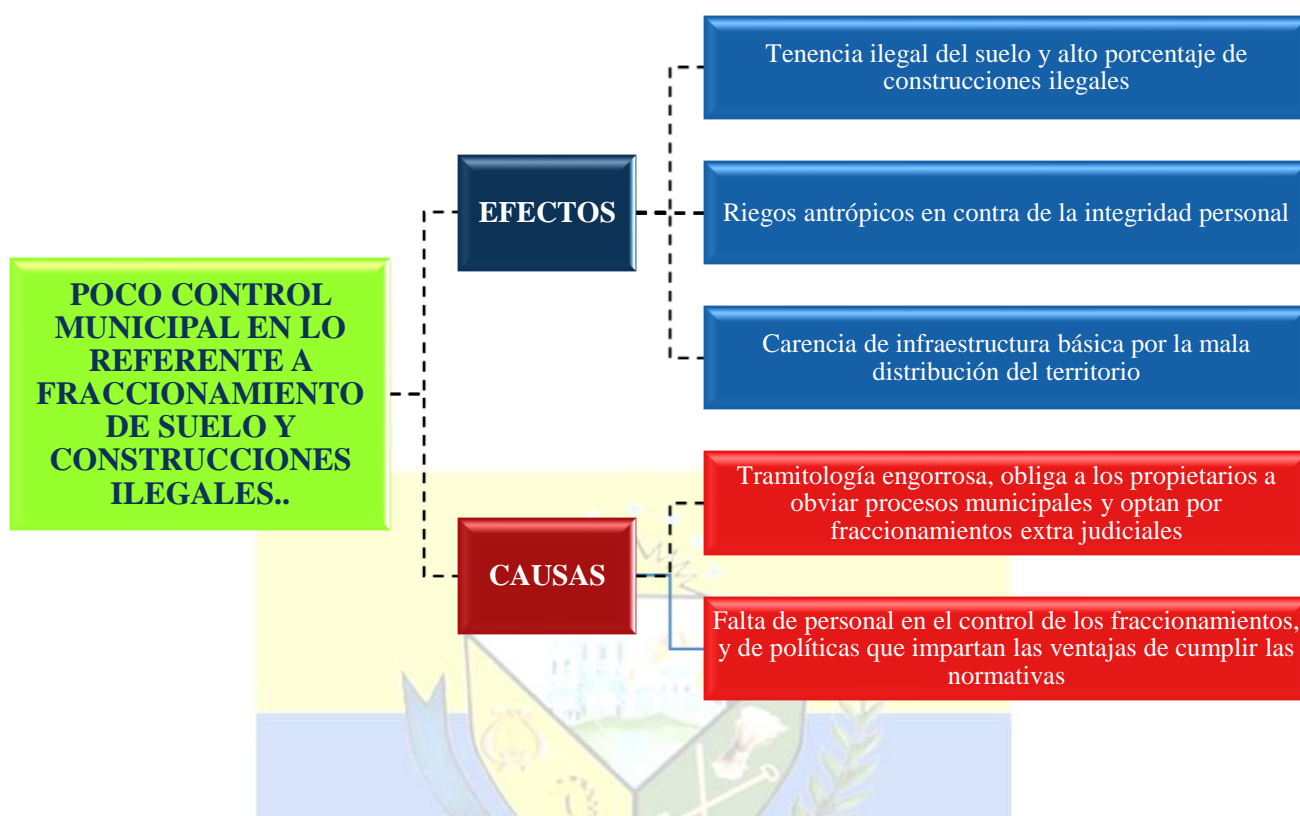 POCO CONTROL
MUNICIPAL EN LO
REFERENTE A
FRACCIONAMIENTO
DE SUELO Y
CONSTRUCCIONES
ILEGALES..
EFECTOS
Tenencia ilegal del suelo y alto porcentaje de
construcciones ilegales
Riegos antrópicos en contra de la integridad personal
Carencia de infraestructura básica por la mala
distribución del territorio
CAUSAS
Tramitología engorrosa, obliga a los propietarios a
obviar procesos municipales y optan por
fraccionamientos extra judiciales
Falta de personal en el control de los fraccionamientos,
y de políticas que impartan las ventajas de cumplir las
normativas